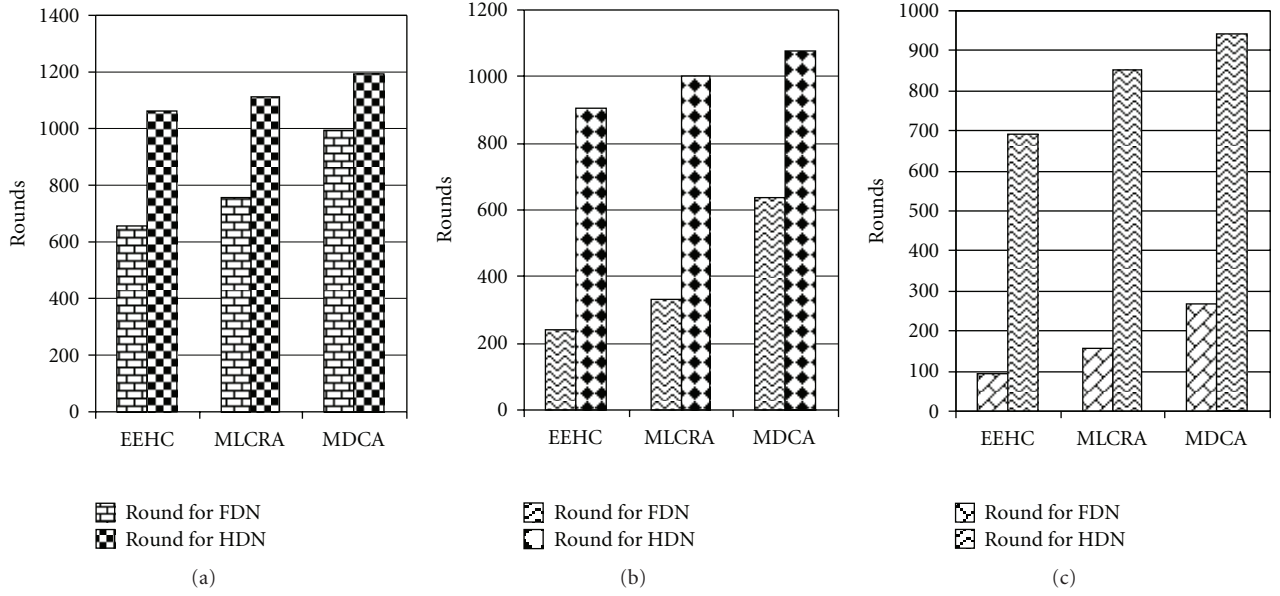 1400
1200
1000
800
600
400
200
0
Rounds
EEHC MLCRA MDCA
Round for FDN
Round for HDN
(a)
1200
1000
800
600
400
200
0
Rounds
EEHC MLCRA MDCA
Round for FDN
Round for HDN
(b)
1000
900
800
700
600
500
400
300
200
100
0
Rounds
EEHC MLCRA MDCA
Round for FDN
Round for HDN
(c)